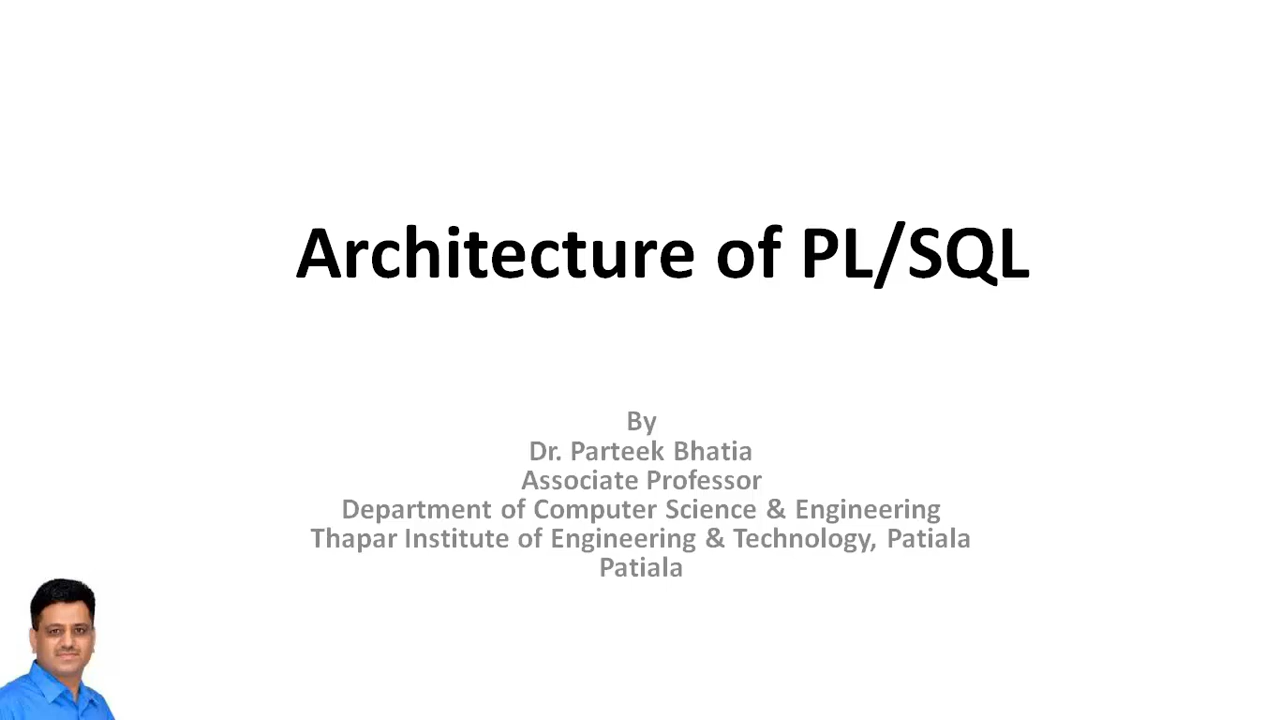 Architecture of PL/SQL
By
Dr. Parteek Bhatia
Associate Professor
Department of Computer Science & Engineering
Thapar Institute of Engineering & Technology, Patiala
Patiala